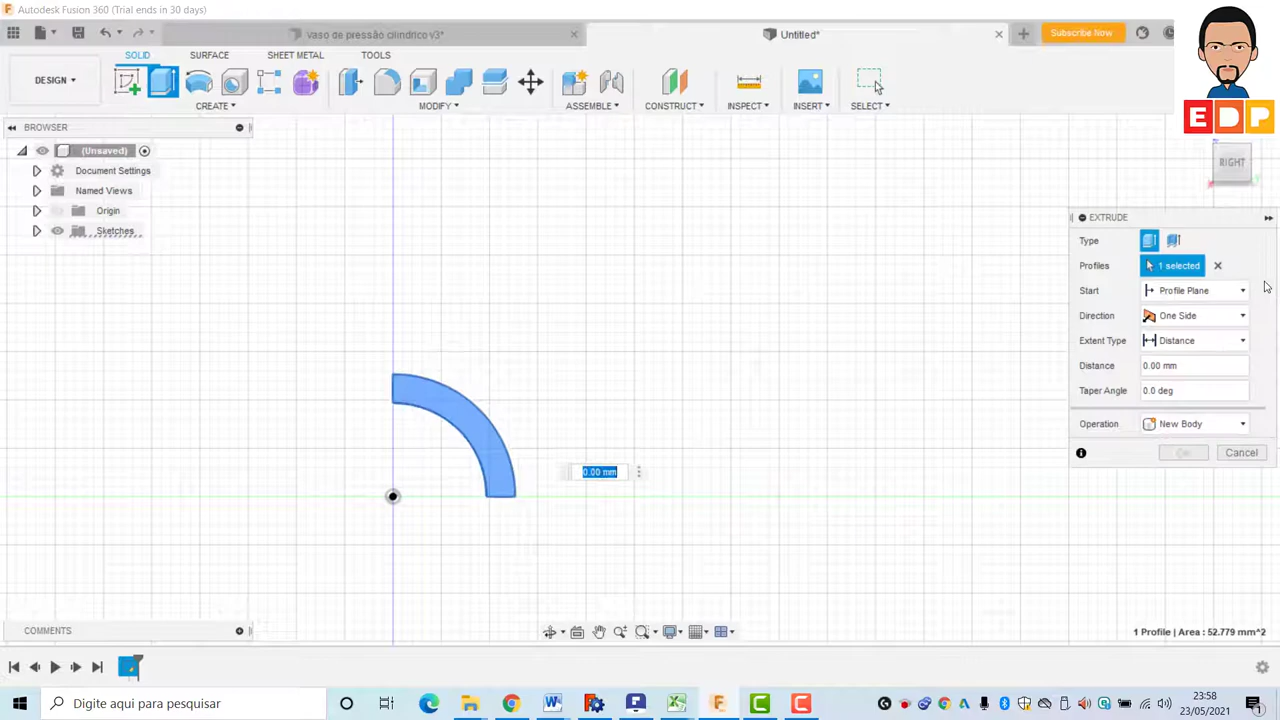 Autodesk Fusion 360 (Trial ends in 30 days)
Vaso de pressão cilíndrico v3*
Untitled*
Subscribe Now
SOLID SURFACE SHEET METAL TOOLS
DESIGN
CREATE MODIFY ASSEMBLE CONSTRUCT INSPECT INSERT SELECT
E D P
BROWSER
(Unsaved)
Document Settings
Named Views
Origin
Sketches
RIGHT
EXTRUDE
Type
Profiles 1 selected
Start Profile Plane
Direction One Side
Extent Type Distance
Distance 0.00 mm
Taper Angle 0.0 deg
Operation New Body
Cancel
0.00 mm
COMMENTS
1 Profile | Area : 52.779 mm^2
Digite aqui para pesquisar
23:58
23/05/2021
1